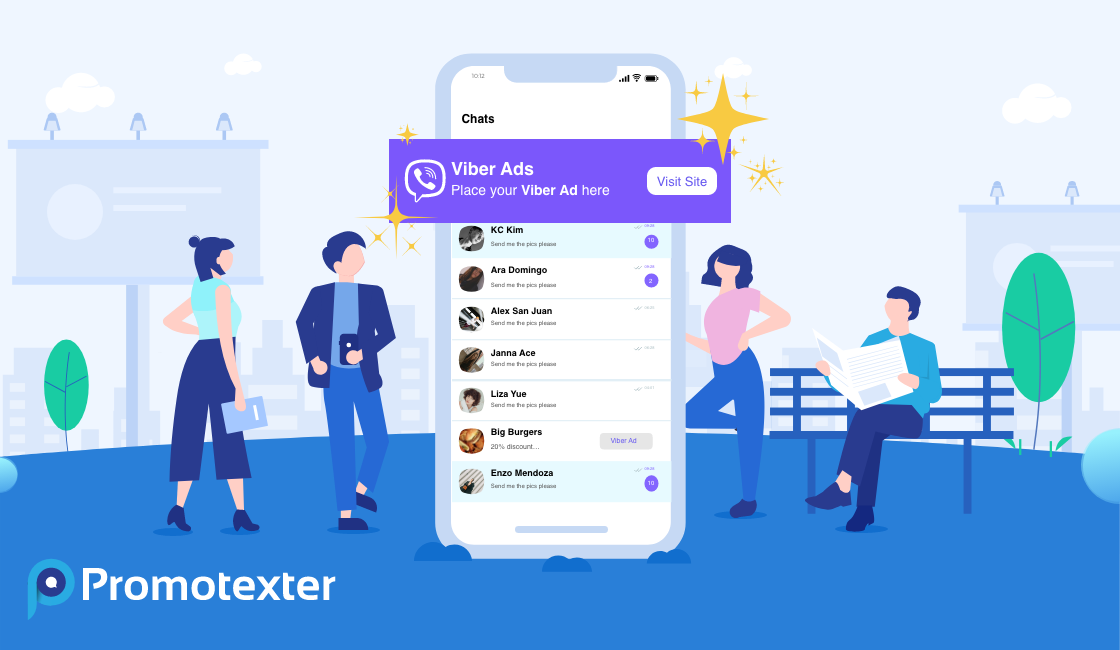 10:12
Chats
Viber Ads
Place your Viber Ad here
Visit Site
KC Kim
Send me the pics please
10
Ara Domingo
Send me the pics please
2
Alex San Juan
Send me the pics please
Janna Ace
Send me the pics please
Liza Yue
Send me the pics please
Big Burgers
20% discount...
Viber Ad
Enzo Mendoza
Send me the pics please
10
Promotexter